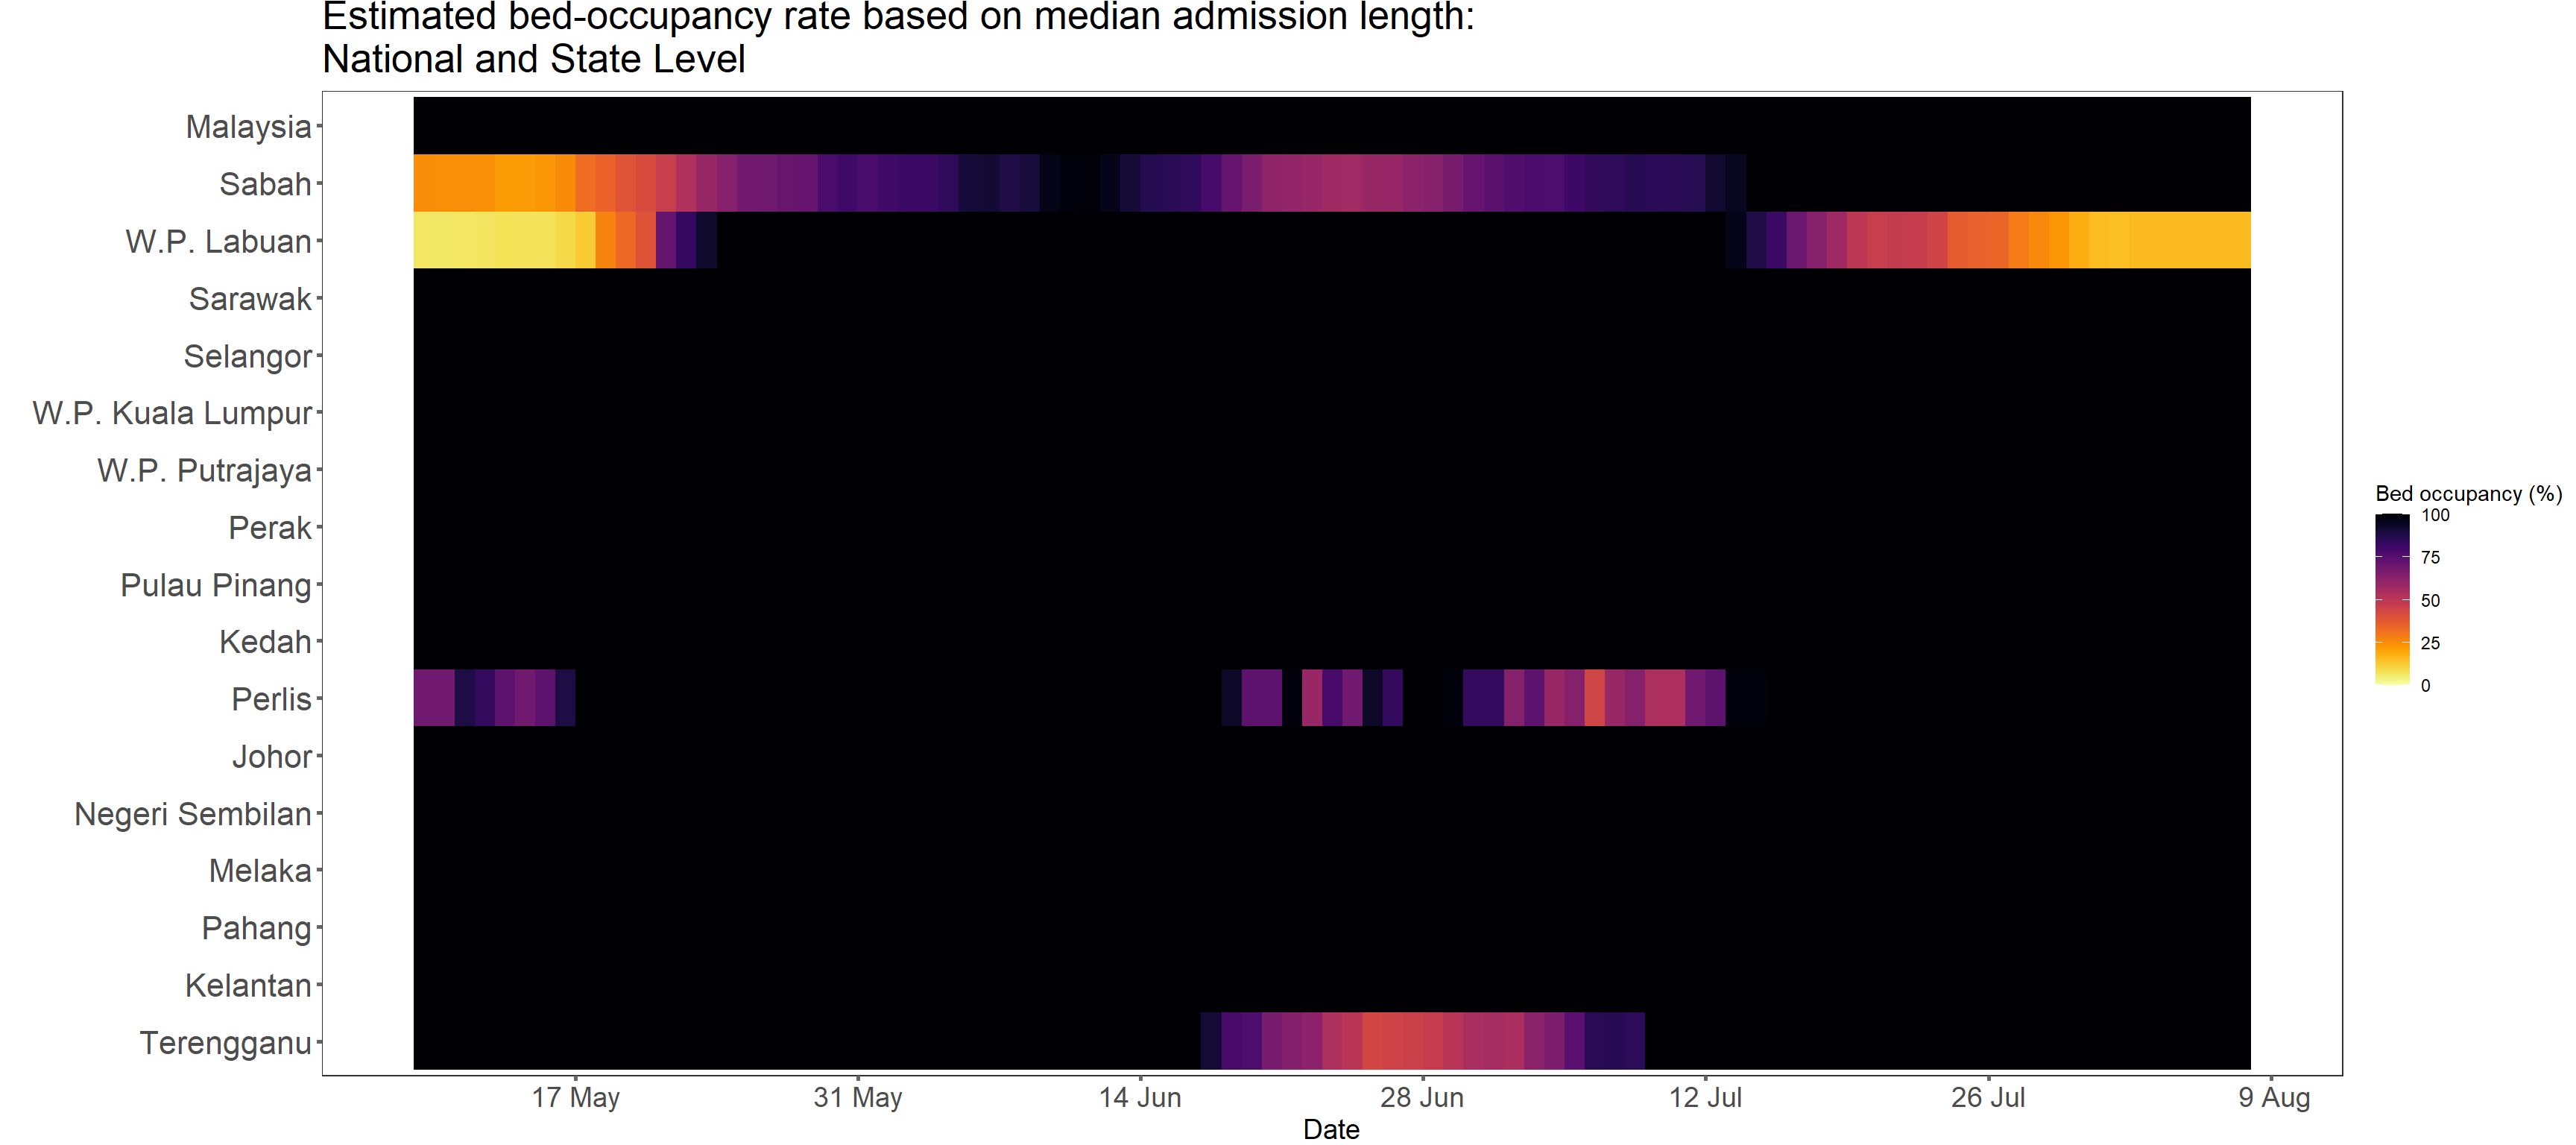 Estimated bed-occupancy rate based on median admission length:
National and State Level
Malaysia
Sabah
W.P. Labuan
Sarawak
Selangor
W.P. Kuala Lumpur
W.P. Putrajaya
Perak
Pulau Pinang
Kedah
Perlis
Johor
Negeri Sembilan
Melaka
Pahang
Kelantan
Terengganu
17 May 31 May 14 Jun 28 Jun 12 Jul 26 Jul 9 Aug
Date
Bed occupancy (%)
100
75
50
25
0